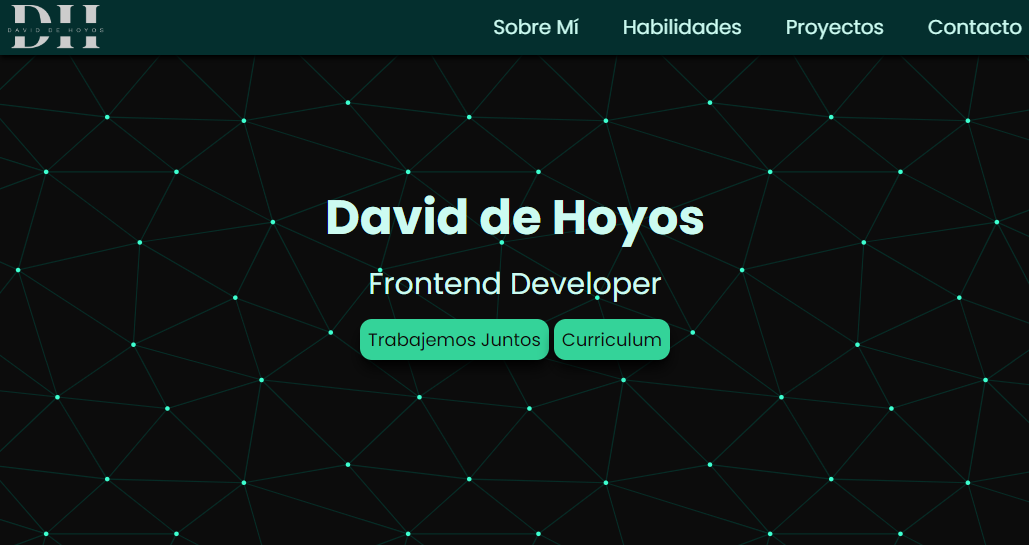 DH
DAVID DE HOYOS
Sobre Mí
Habilidades
Proyectos
Contacto
David de Hoyos
Frontend Developer
Trabajemos Juntos
Curriculum